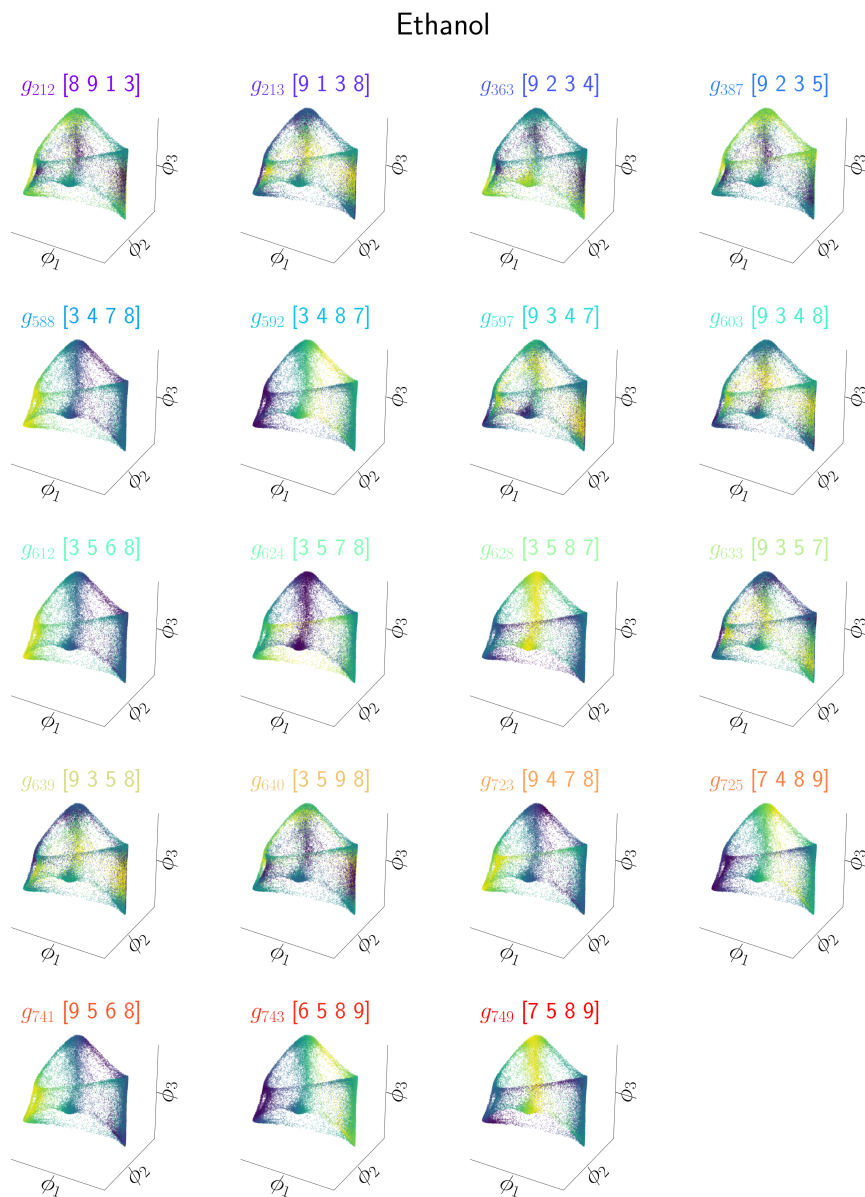 Ethanol
g212 [8 9 1 3] g213 [9 1 3 8] g363 [9 2 3 4] g387 [9 2 3 5]
ϕ3 ϕ3 ϕ3 ϕ3
ϕ2 ϕ2 ϕ2 ϕ2
ϕ1 ϕ1 ϕ1 ϕ1
g588 [3 4 7 8] g592 [3 4 8 7] g597 [9 3 4 7] g603 [9 3 4 8]
ϕ3 ϕ3 ϕ3 ϕ3
ϕ2 ϕ2 ϕ2 ϕ2
ϕ1 ϕ1 ϕ1 ϕ1
g612 [3 5 6 8] g624 [3 5 7 8] g628 [3 5 8 7] g633 [9 3 5 7]
ϕ3 ϕ3 ϕ3 ϕ3
ϕ2 ϕ2 ϕ2 ϕ2
ϕ1 ϕ1 ϕ1 ϕ1
g639 [9 3 5 8] g640 [3 5 9 8] g723 [9 4 7 8] g725 [7 4 8 9]
ϕ3 ϕ3 ϕ3 ϕ3
ϕ2 ϕ2 ϕ2 ϕ2
ϕ1 ϕ1 ϕ1 ϕ1
g741 [9 5 6 8] g743 [6 5 8 9] g749 [7 5 8 9]
ϕ3 ϕ3 ϕ3
ϕ2 ϕ2 ϕ2
ϕ1 ϕ1 ϕ1